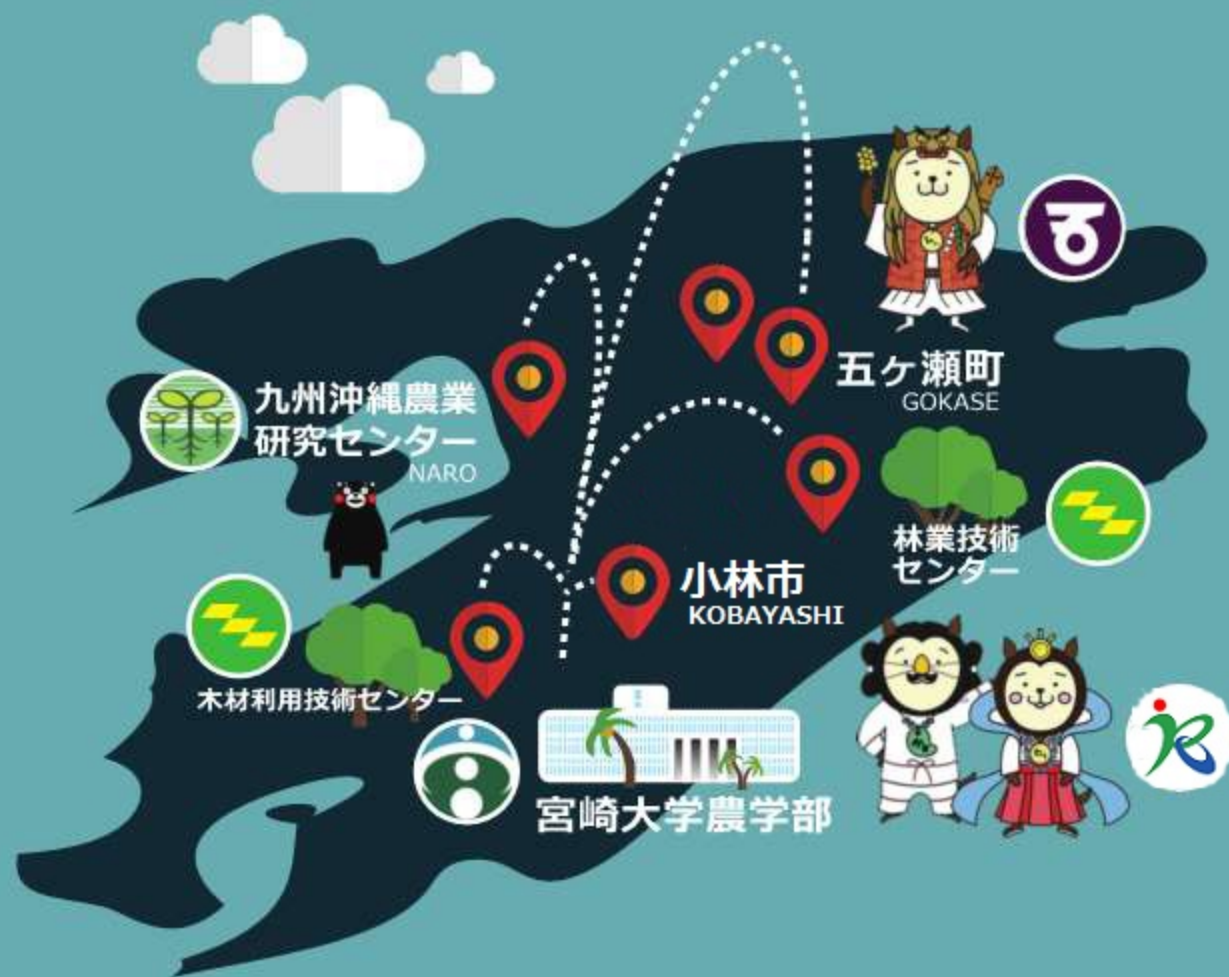 五ヶ瀬町
GOKASE
九州沖縄農業
研究センター
NARO
林業技術
センター
小林市
KOBAYASHI
木材利用技術センター
宮崎大学農学部